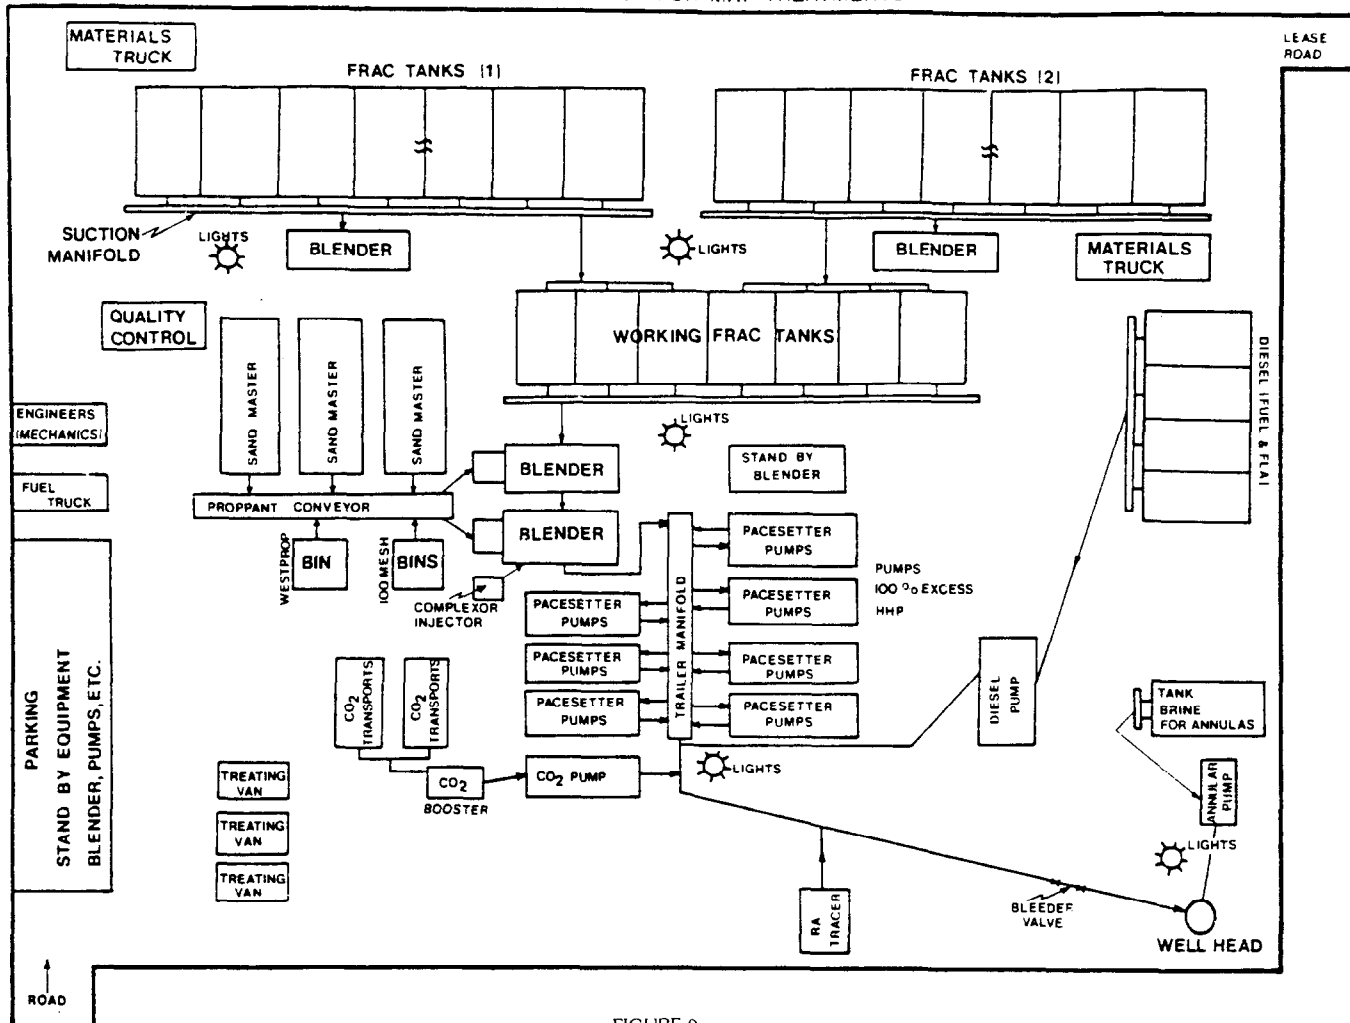 LEASE
ROAD
MATERIALS
TRUCK
FRAC TANKS (1)
FRAC TANKS (2)
SUCTION
MANIFOLD
LIGHTS
BLENDER
LIGHTS
BLENDER
MATERIALS
TRUCK
QUALITY
CONTROL
WORKING FRAC TANKS
DIESEL (FUEL & FLA)
SAND MASTER
SAND MASTER
SAND MASTER
ENGINEERS
(MECHANICS)
LIGHTS
BLENDER
STAND BY
BLENDER
FUEL
TRUCK
PROPPANT CONVEYOR
BLENDER
WESTPROP
BIN
100 MESH
BINS
COMPLEXOR
INJECTOR
TRAILER MANIFOLD
PACESETTER
PUMPS
PACESETTER
PUMPS
PUMPS
100 % EXCESS
HHP
PACESETTER
PUMPS
PACESETTER
PUMPS
PACESETTER
PUMPS
PACESETTER
PUMPS
PACESETTER
PUMPS
PARKING
STAND BY EQUIPMENT
BLENDER, PUMPS, ETC.
CO2
TRANSPORTS
CO2
TRANSPORTS
DIESEL
PUMP
TANK
BRINE
FOR ANNULAS
TREATING
VAN
CO2
BOOSTER
CO2 PUMP
LIGHTS
ANNULAR
PUMP
TREATING
VAN
LIGHTS
TREATING
VAN
RA
TRACER
BLEEDER
VALVE
WELL HEAD
ROAD